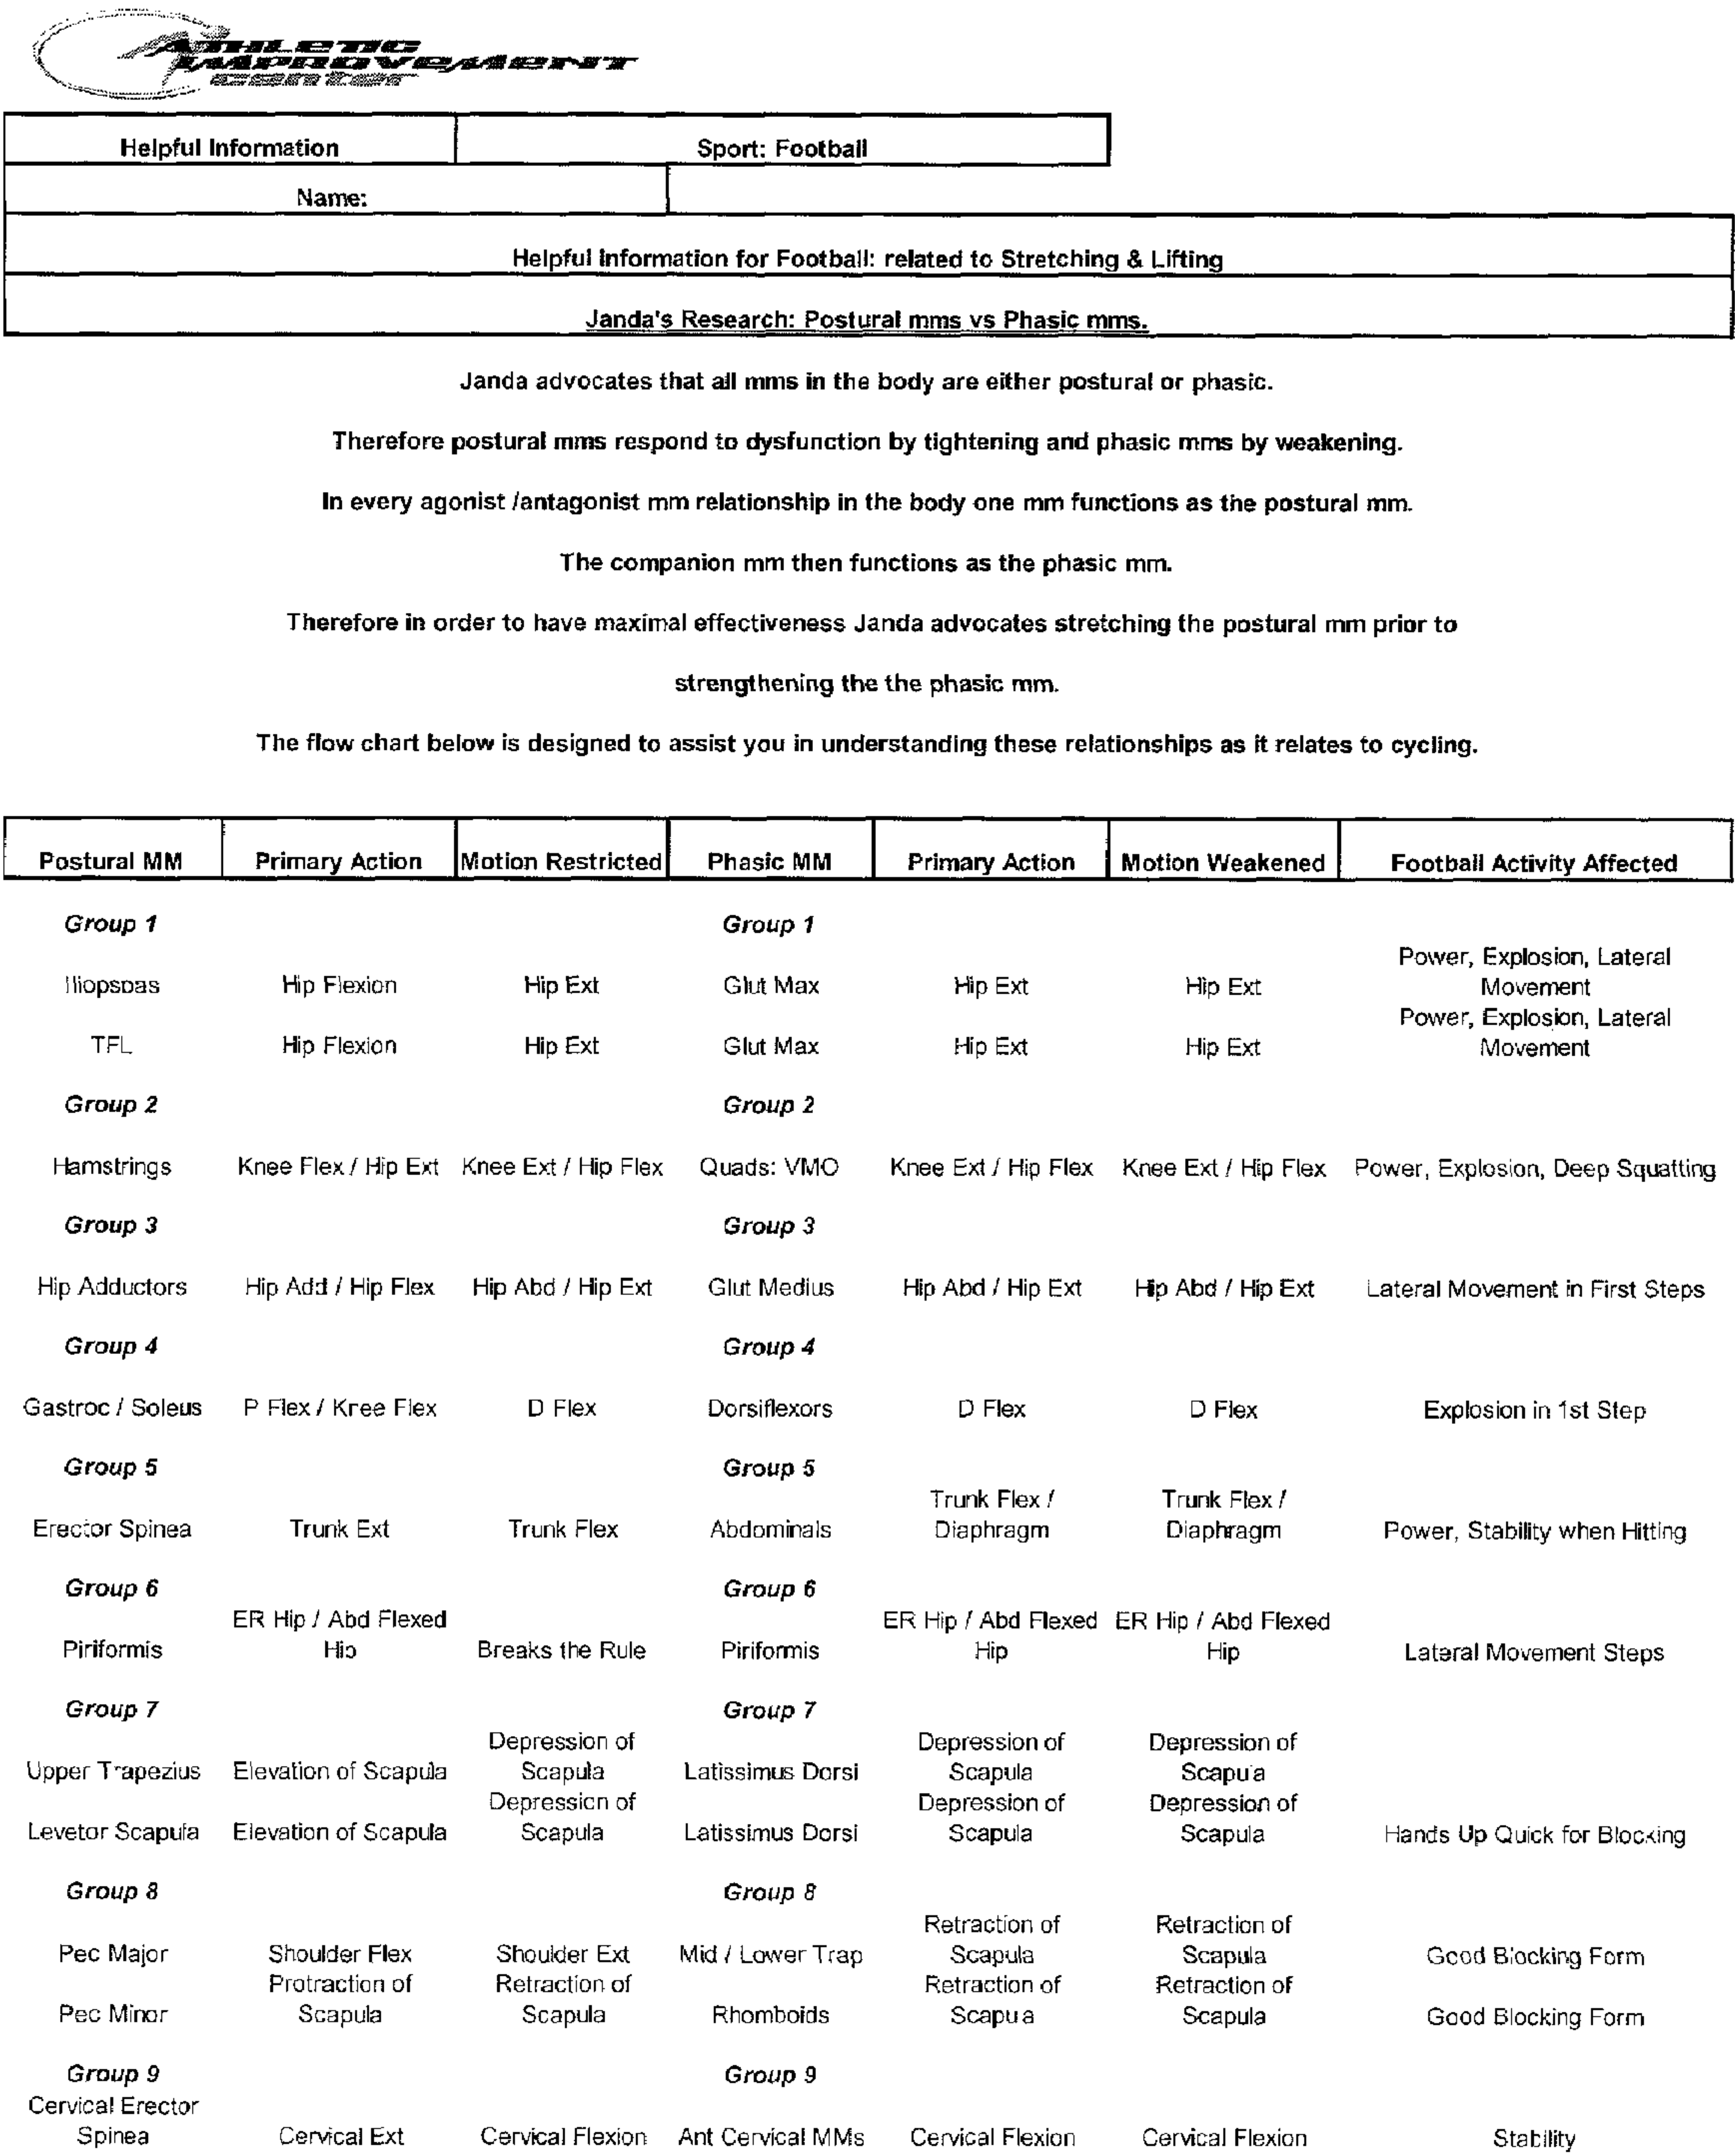 ATHLETIC
IMPROVEMENT
center
Helpful Information Sport: Football
Name:
Helpful Information for Football: related to Stretching & Lifting
Janda's Research: Postural mms vs Phasic mms.
Janda advocates that all mms in the body are either postural or phasic.
Therefore postural mms respond to dysfunction by tightening and phasic mms by weakening.
In every agonist /antagonist mm relationship in the body one mm functions as the postural mm.
The companion mm then functions as the phasic mm.
Therefore in order to have maximal effectiveness Janda advocates stretching the postural mm prior to
strengthening the the phasic mm.
The flow chart below is designed to assist you in understanding these relationships as it relates to cycling.
Postural MM Primary Action Motion Restricted Phasic MM Primary Action Motion Weakened Football Activity Affected
Group 1 Group 1
Power, Explosion, Lateral
Iliopsoas Hip Flexion Hip Ext Glut Max Hip Ext Hip Ext Movement
Power, Explosion, Lateral
TFL Hip Flexion Hip Ext Glut Max Hip Ext Hip Ext Movement
Group 2 Group 2
Hamstrings Knee Flex / Hip Ext Knee Ext / Hip Flex Quads: VMO Knee Ext / Hip Flex Knee Ext / Hip Flex Power, Explosion, Deep Squatting
Group 3 Group 3
Hip Adductors Hip Add / Hip Flex Hip Abd / Hip Ext Glut Medius Hip Abd / Hip Ext Hip Abd / Hip Ext Lateral Movement in First Steps
Group 4 Group 4
Gastroc / Soleus P Flex / Knee Flex D Flex Dorsiflexors D Flex D Flex Explosion in 1st Step
Group 5 Group 5
Trunk Flex / Trunk Flex /
Erector Spinea Trunk Ext Trunk Flex Abdominals Diaphragm Diaphragm Power, Stability when Hitting
Group 6 Group 6
ER Hip / Abd Flexed ER Hip / Abd Flexed ER Hip / Abd Flexed
Piriformis Hip Breaks the Rule Piriformis Hip Hip Lateral Movement Steps
Group 7 Group 7
Depression of Depression of Depression of
Upper Trapezius Elevation of Scapula Scapula Latissimus Dorsi Scapula Scapula
Depression of Depression of Depression of
Levetor Scapula Elevation of Scapula Scapula Latissimus Dorsi Scapula Scapula Hands Up Quick for Blocking
Group 8 Group 8
Retraction of Retraction of
Pec Major Shoulder Flex Shoulder Ext Mid / Lower Trap Scapula Scapula Good Blocking Form
Protraction of Retraction of Retraction of Retraction of
Pec Minor Scapula Scapula Rhomboids Scapula Scapula Good Blocking Form
Group 9 Group 9
Cervical Erector
Spinea Cervical Ext Cervical Flexion Ant Cervical MMs Cervical Flexion Cervical Flexion Stability